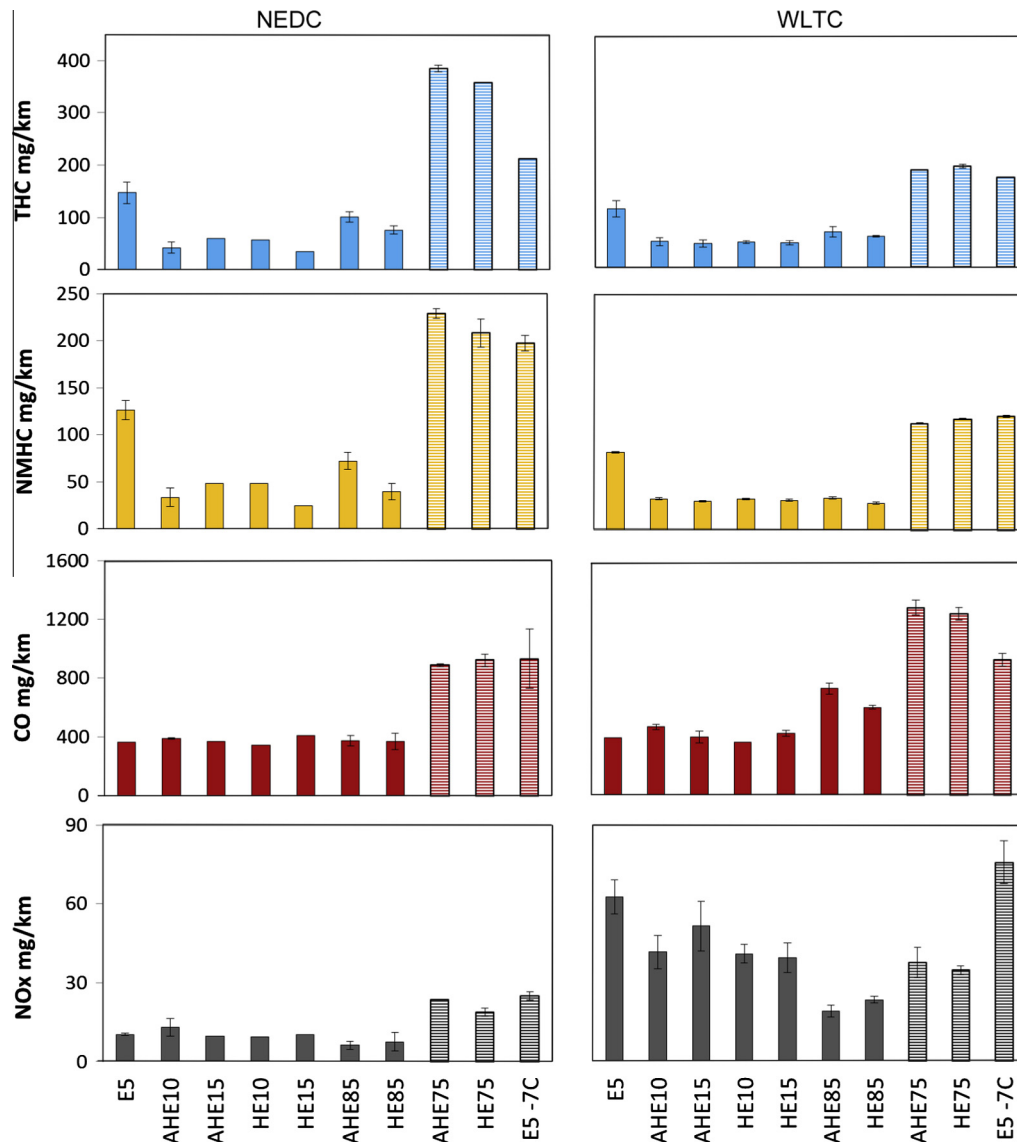 NEDC
WLTC
THC mg/km
400
300
200
100
0
NMHC mg/km
250
200
150
100
50
0
CO mg/km
1600
1200
800
400
0
NOx mg/km
90
60
30
0
E5
AHE10
AHE15
HE10
HE15
AHE85
HE85
AHE75
HE75
E5 -7C
E5
AHE10
AHE15
HE10
HE15
AHE85
HE85
AHE75
HE75
E5 -7C